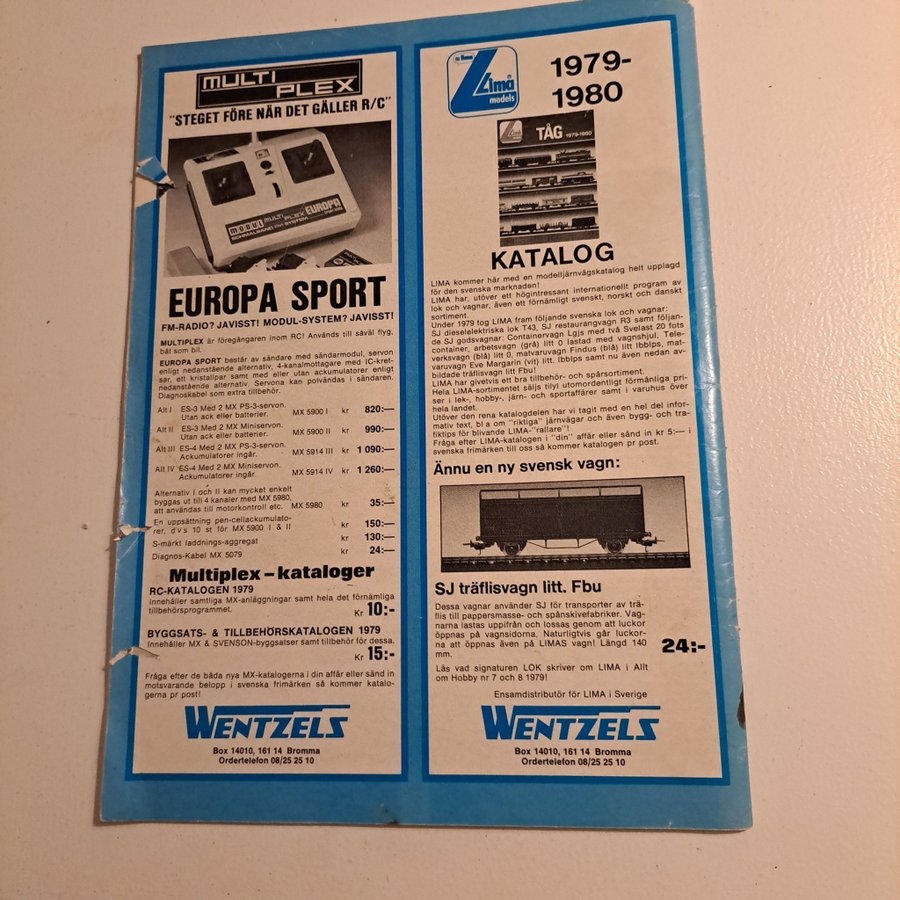 MULTI
PLEX
"STEGET FÖRE NÄR DET GÄLLER R/C"
MODUL MULTI PLEX EUROPA
SCHMALBAND FM SYSTEM
EUROPA SPORT
FM-RADIO? JAVISST! MODUL-SYSTEM? JAVISST!
MULTIPLEX är föregångaren inom RC! Används till såväl flyg,
båt som bil.
EUROPA SPORT består av sändare med sändarmodul, servon
enligt nedanstående alternativ, 4-kanalmottagare med IC-kret-
sar, ett kristallpar samt med eller utan ackumulatorer enligt
nedanstående alternativ. Servona kan polvändas i sändaren.
Diagnoskabel som extra tillbehör.
Alt I ES-3 Med 2 MX PS-3-servon. MX 5900 I kr 820:—
Utan ack eller batterier.
Alt II ES-3 Med 2 MX Miniservon. MX 5900 II kr 990:—
Utan ack eller batterier.
Alt III ES-4 Med 2 MX PS-3-servon. MX 5914 III kr 1 090:—
Ackumulatorer ingår.
Alt IV ES-4 Med 2 MX Miniservon. MX 5914 IV kr 1 260:—
Ackumulatorer ingår.
Alternativ I och II kan mycket enkelt
byggas ut till 4 kanaler med MX 5980,
att användas till motorkontroll etc. MX 5980 kr 35:—
En uppsättning pen-cellackumulato-
rer, d v s 10 st för MX 5900 I & II kr 150:—
S-märkt laddnings-aggregat kr 130:—
Diagnos-Kabel MX 5079 kr 24:—
Multiplex – kataloger
RC-KATALOGEN 1979
Innehåller samtliga MX-anläggningar samt hela det förnämliga
tillbehörsprogrammet. Kr 10:-
BYGGSATS- & TILLBEHÖRSKATALOGEN 1979
Innehåller MX & SVENSON-byggsatser samt tillbehör för dessa.
Kr 15:-
Fråga efter de båda nya MX-katalogerna i din affär eller sänd in
motsvarande belopp i svenska frimärken så kommer katalo-
gerna pr post!
WENTZELS
Box 14010, 161 14 Bromma
Ordertelefon 08/25 25 10
Lima
models
1979-
1980
TÅG 1979-1980
KATALOG
LIMA kommer här med en modelljärnvägskatalog helt upplagd
för den svenska marknaden!
LIMA har, utöver ett högintressant internationellt program av
lok och vagnar, även ett förnämligt svenskt, norskt och danskt
sortiment.
Under 1979 tog LIMA fram följande svenska lok och vagnar:
SJ dieselelektriska lok T43, SJ restaurangvagn R3 samt följan-
de SJ godsvagnar: Containervagn Lgjs med två Svelast 20 fots
container, arbetsvagn (grå) litt 0 lastad med vagnshjul, Tele-
verksvagn (blå) litt 0, matvaruvagn Findus (blå) litt Ibblps, mat-
varuvagn Eve Margarin (vit) litt. Ibblps samt nu även nedan av-
bildade träflisvagn litt Fbu!
LIMA har givetvis ett bra tillbehör- och spårsortiment.
Hela LIMA-sortimentet säljs tilyl utomordentligt förmånliga pri-
ser i lek-, hobby-, järn- och sportaffärer samt i varuhus över
hela landet.
Utöver den rena katalogdelen har vi tagit med en hel del infor-
mativ text, bl a om "riktiga" järnvägar och även bygg- och tra-
fiktips för blivande LIMA-"rallare"!
Fråga efter LIMA-katalogen i "din" affär eller sänd in kr 5:— i
svenska frimärken till oss så kommer katalogen pr post.
Ännu en ny svensk vagn:
SJ träflisvagn litt. Fbu
Dessa vagnar använder SJ för transporter av trä-
flis till pappersmasse- och spånskivefabriker. Vag-
narna lastas uppifrån och lossas genom att luckor
öppnas på vagnsidorna. Naturligtvis går luckor-
na att öppnas även på LIMAS vagn! Längd 140
mm. 24:-
Läs vad signaturen LOK skriver om LIMA i Allt
om Hobby nr 7 och 8 1979!
Ensamdistributör för LIMA i Sverige
WENTZELS
Box 14010, 161 14 Bromma
Ordertelefon 08/25 25 10